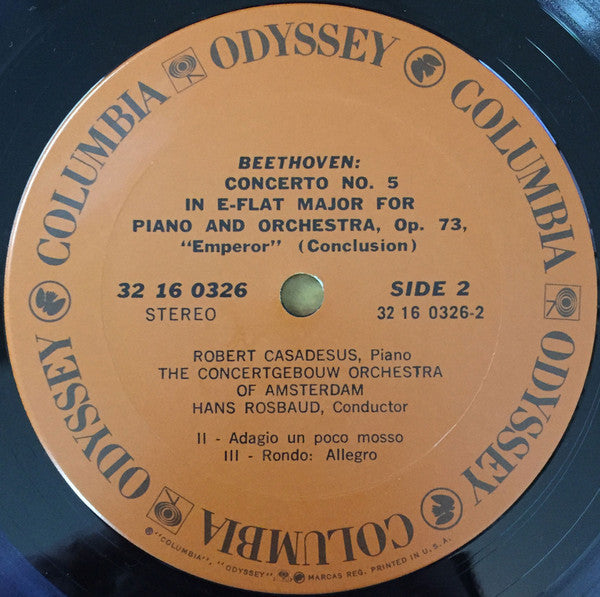 COLUMBIA ODYSSEY COLUMBIA ODYSSEY COLUMBIA ODYSSEY COLUMBIA ODYSSEY
BEETHOVEN:
CONCERTO NO. 5
IN E-FLAT MAJOR FOR
PIANO AND ORCHESTRA, Op. 73,
"Emperor" (Conclusion)
32 16 0326
STEREO
SIDE 2
32 16 0326-2
ROBERT CASADESUS, Piano
THE CONCERTGEBOUW ORCHESTRA
OF AMSTERDAM
HANS ROSBAUD, Conductor
II - Adagio un poco mosso
III - Rondo: Allegro
"COLUMBIA", "ODYSSEY", MARCAS REG. PRINTED IN U.S.A.